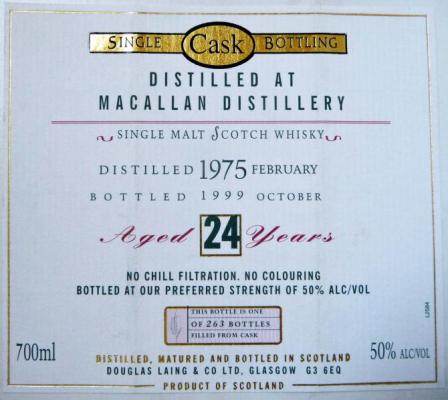 SINGLE Cask BOTTLING
DISTILLED AT
MACALLAN DISTILLERY
SINGLE MALT SCOTCH WHISKY
DISTILLED 1975 FEBRUARY
BOTTLED 1999 OCTOBER
Aged 24 Years
NO CHILL FILTRATION. NO COLOURING
BOTTLED AT OUR PREFERRED STRENGTH OF 50% ALC/VOL
THIS BOTTLE IS ONE
OF 263 BOTTLES
FILLED FROM CASK
700ml
50% ALC/VOL
DISTILLED, MATURED AND BOTTLED IN SCOTLAND
DOUGLAS LAING & CO LTD, GLASGOW G3 6EQ
PRODUCT OF SCOTLAND